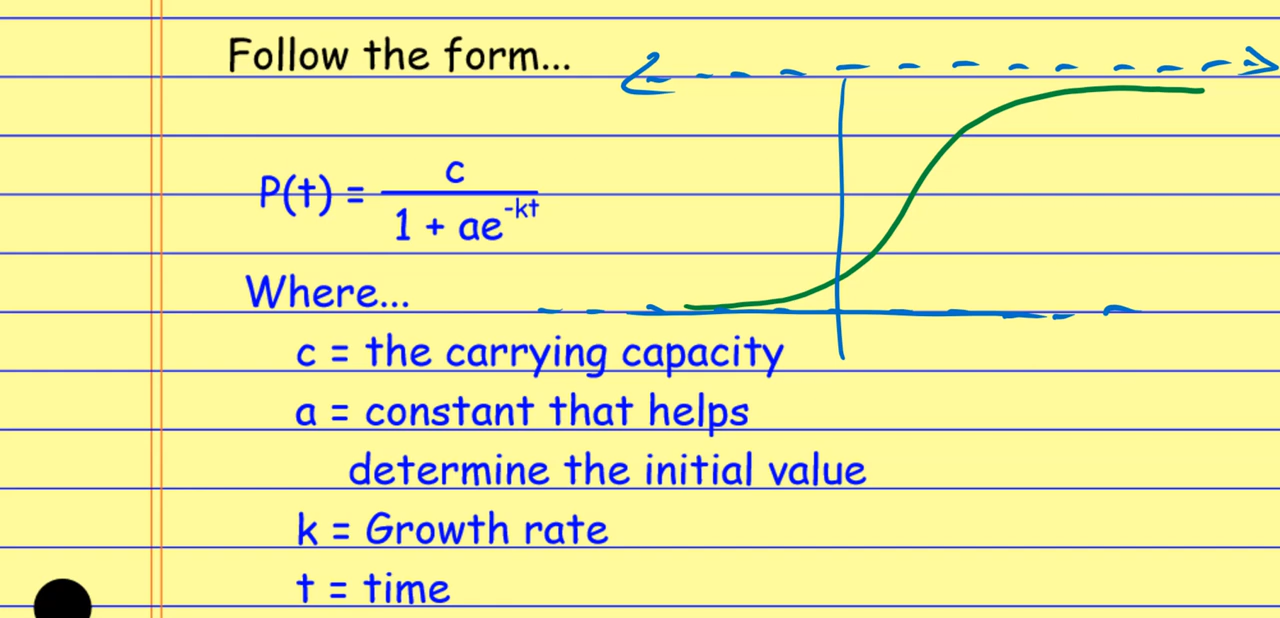 Follow the form...
P(t) = c / 1 + ae^-kt
Where...
c = the carrying capacity
a = constant that helps
determine the initial value
k = Growth rate
t = time